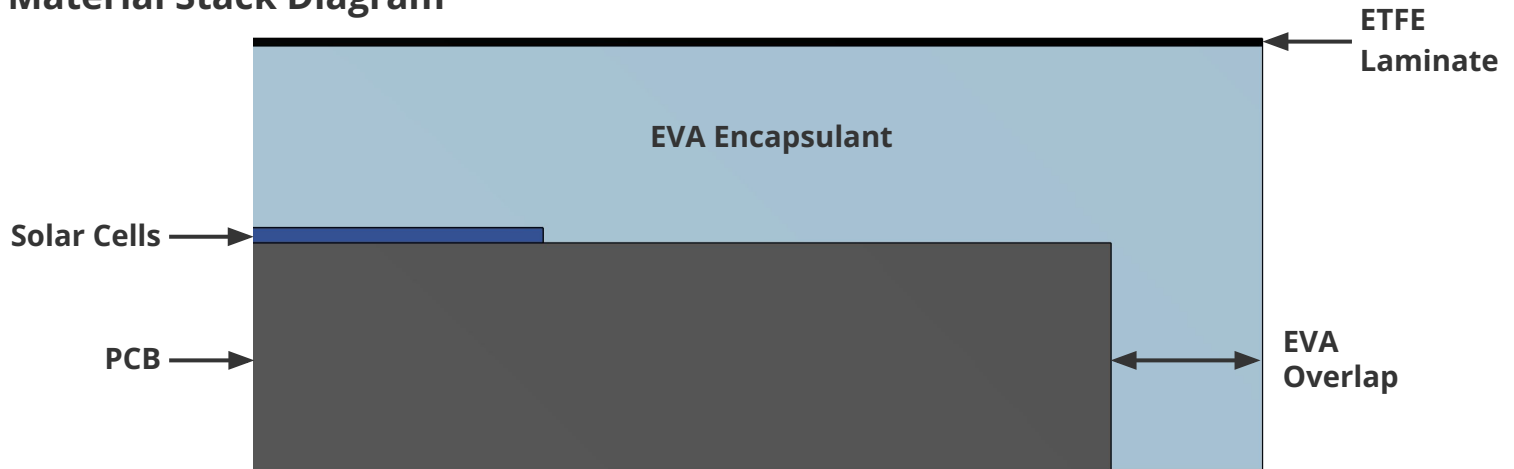 Material Stack Diagram
ETFE
Laminate
EVA Encapsulant
Solar Cells
PCB
EVA
Overlap